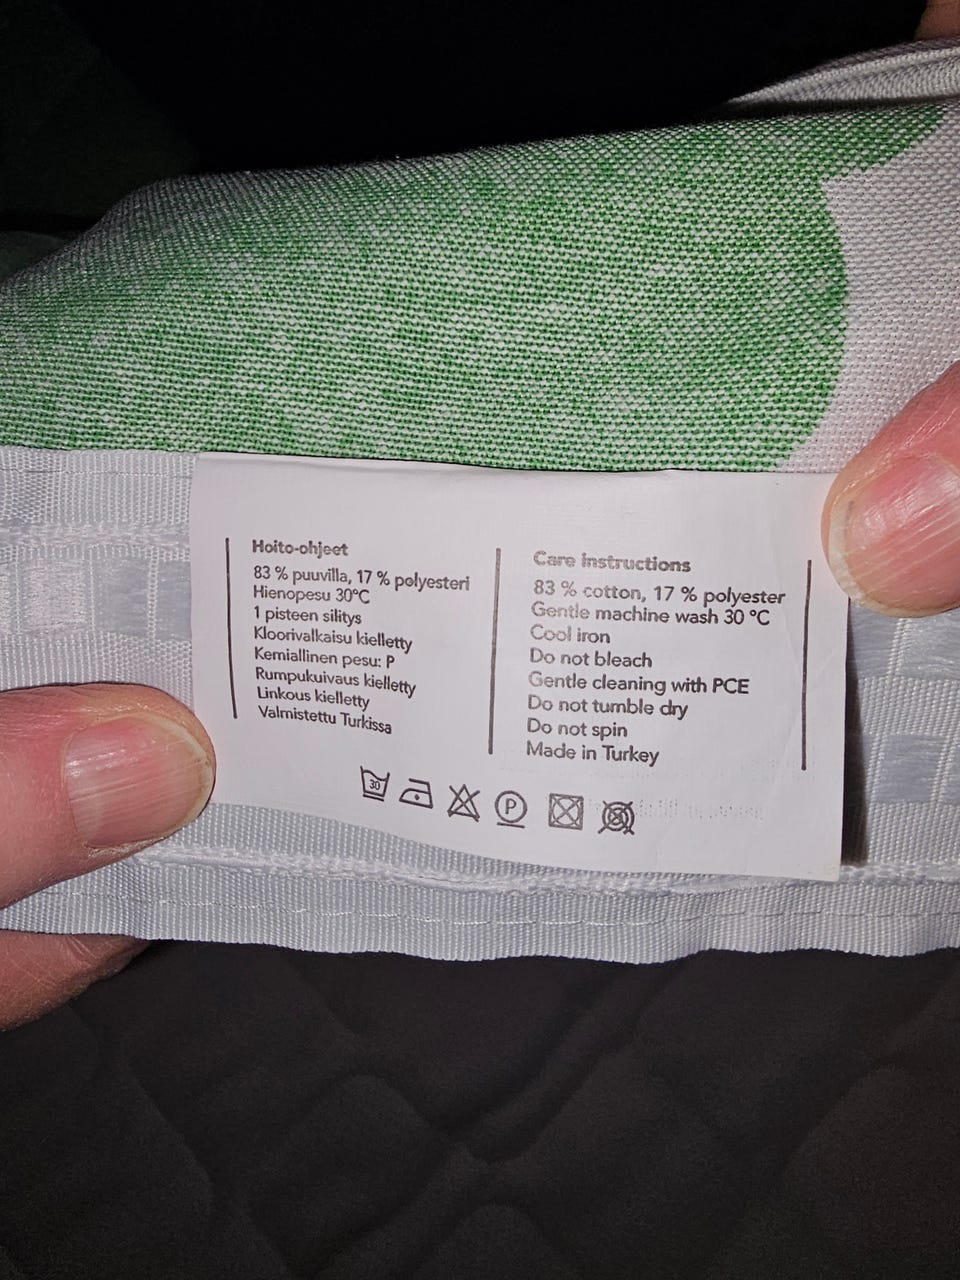 Hoito-ohjeet
83 % puuvilla, 17 % polyesteri
Hienopesu 30°C
1 pisteen silitys
Kloorivalkaisu kielletty
Kemiallinen pesu: P
Rumpukuivaus kielletty
Linkous kielletty
Valmistettu Turkissa
Care instructions
83 % cotton, 17 % polyester
Gentle machine wash 30 °C
Cool iron
Do not bleach
Gentle cleaning with PCE
Do not tumble dry
Do not spin
Made in Turkey
30 P